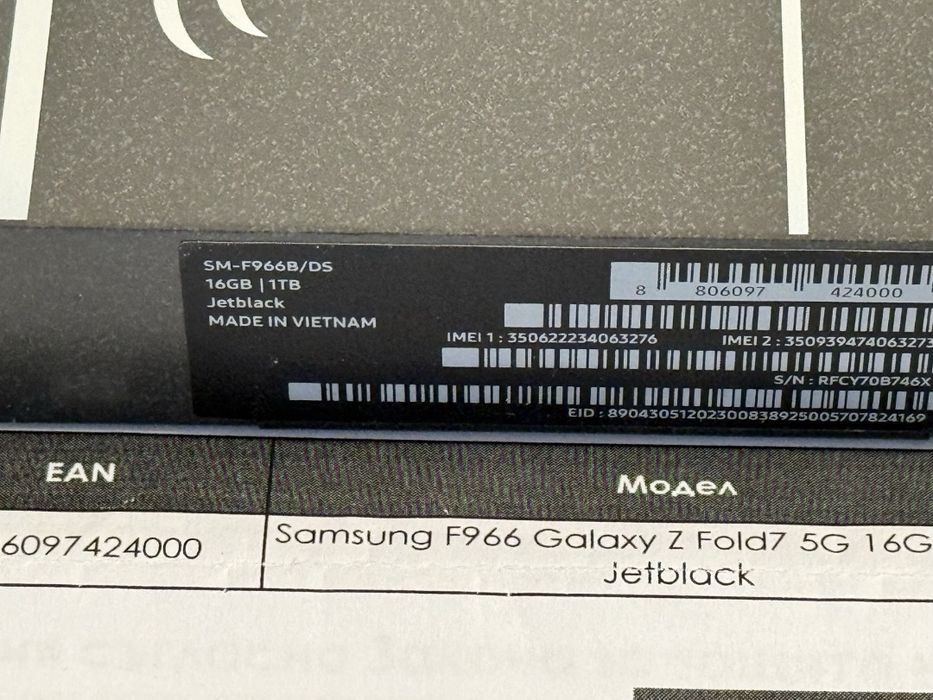 SM-F966B/DS
16GB | 1TB
Jetblack
MADE IN VIETNAM
8 806097 424000
IMEI 1 : 350622234063276
IMEI 2 : 350939474063273
S/N : RFCY70B746X
EID : 89043051202300838925005707824169
EAN
Модел
6097424000
Samsung F966 Galaxy Z Fold7 5G 16G
Jetblack